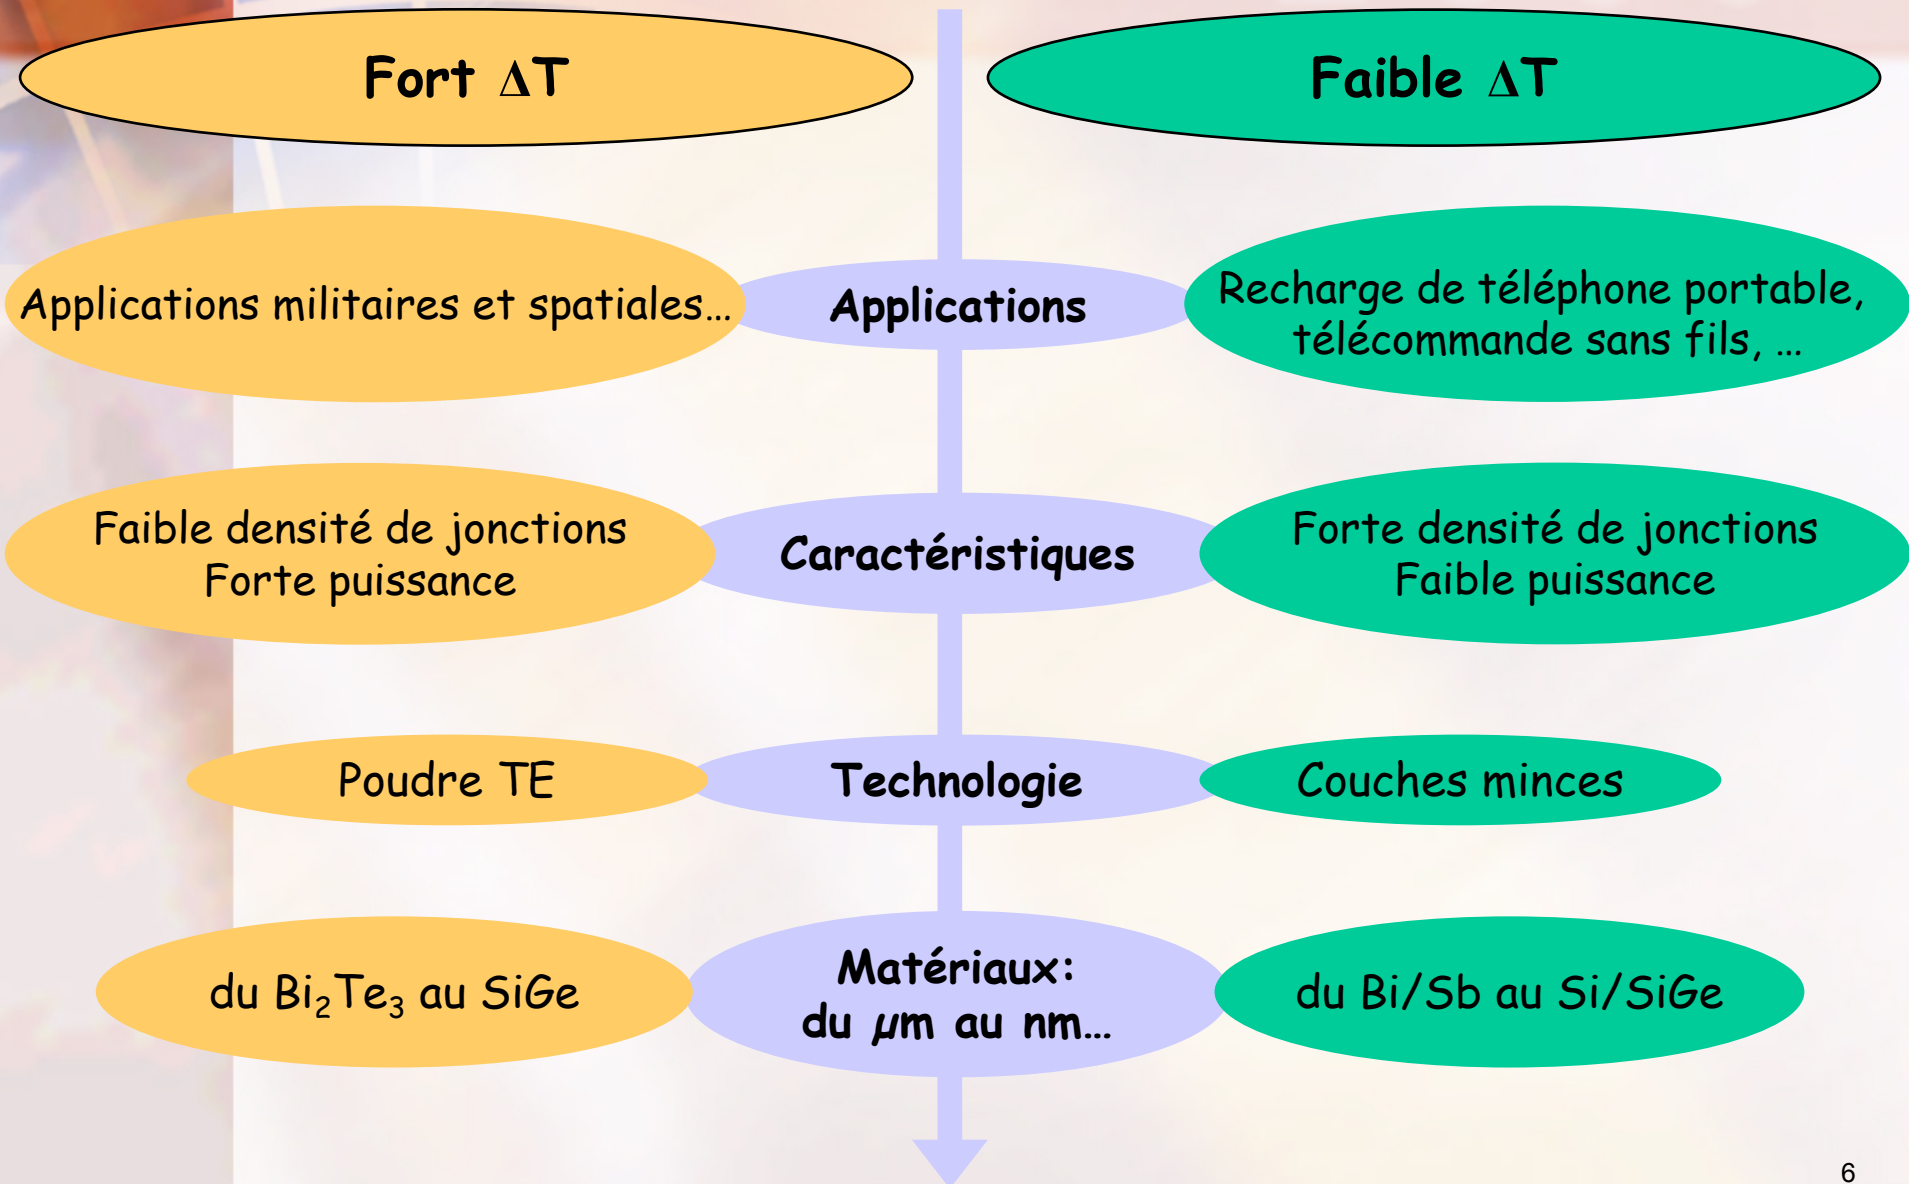 Fort ΔT
Faible ΔT
Applications militaires et spatiales…
Applications
Recharge de téléphone portable,
télécommande sans fils, …
Faible densité de jonctions
Forte puissance
Caractéristiques
Forte densité de jonctions
Faible puissance
Poudre TE
Technologie
Couches minces
du Bi₂Te₃ au SiGe
Matériaux:
du µm au nm…
du Bi/Sb au Si/SiGe
6